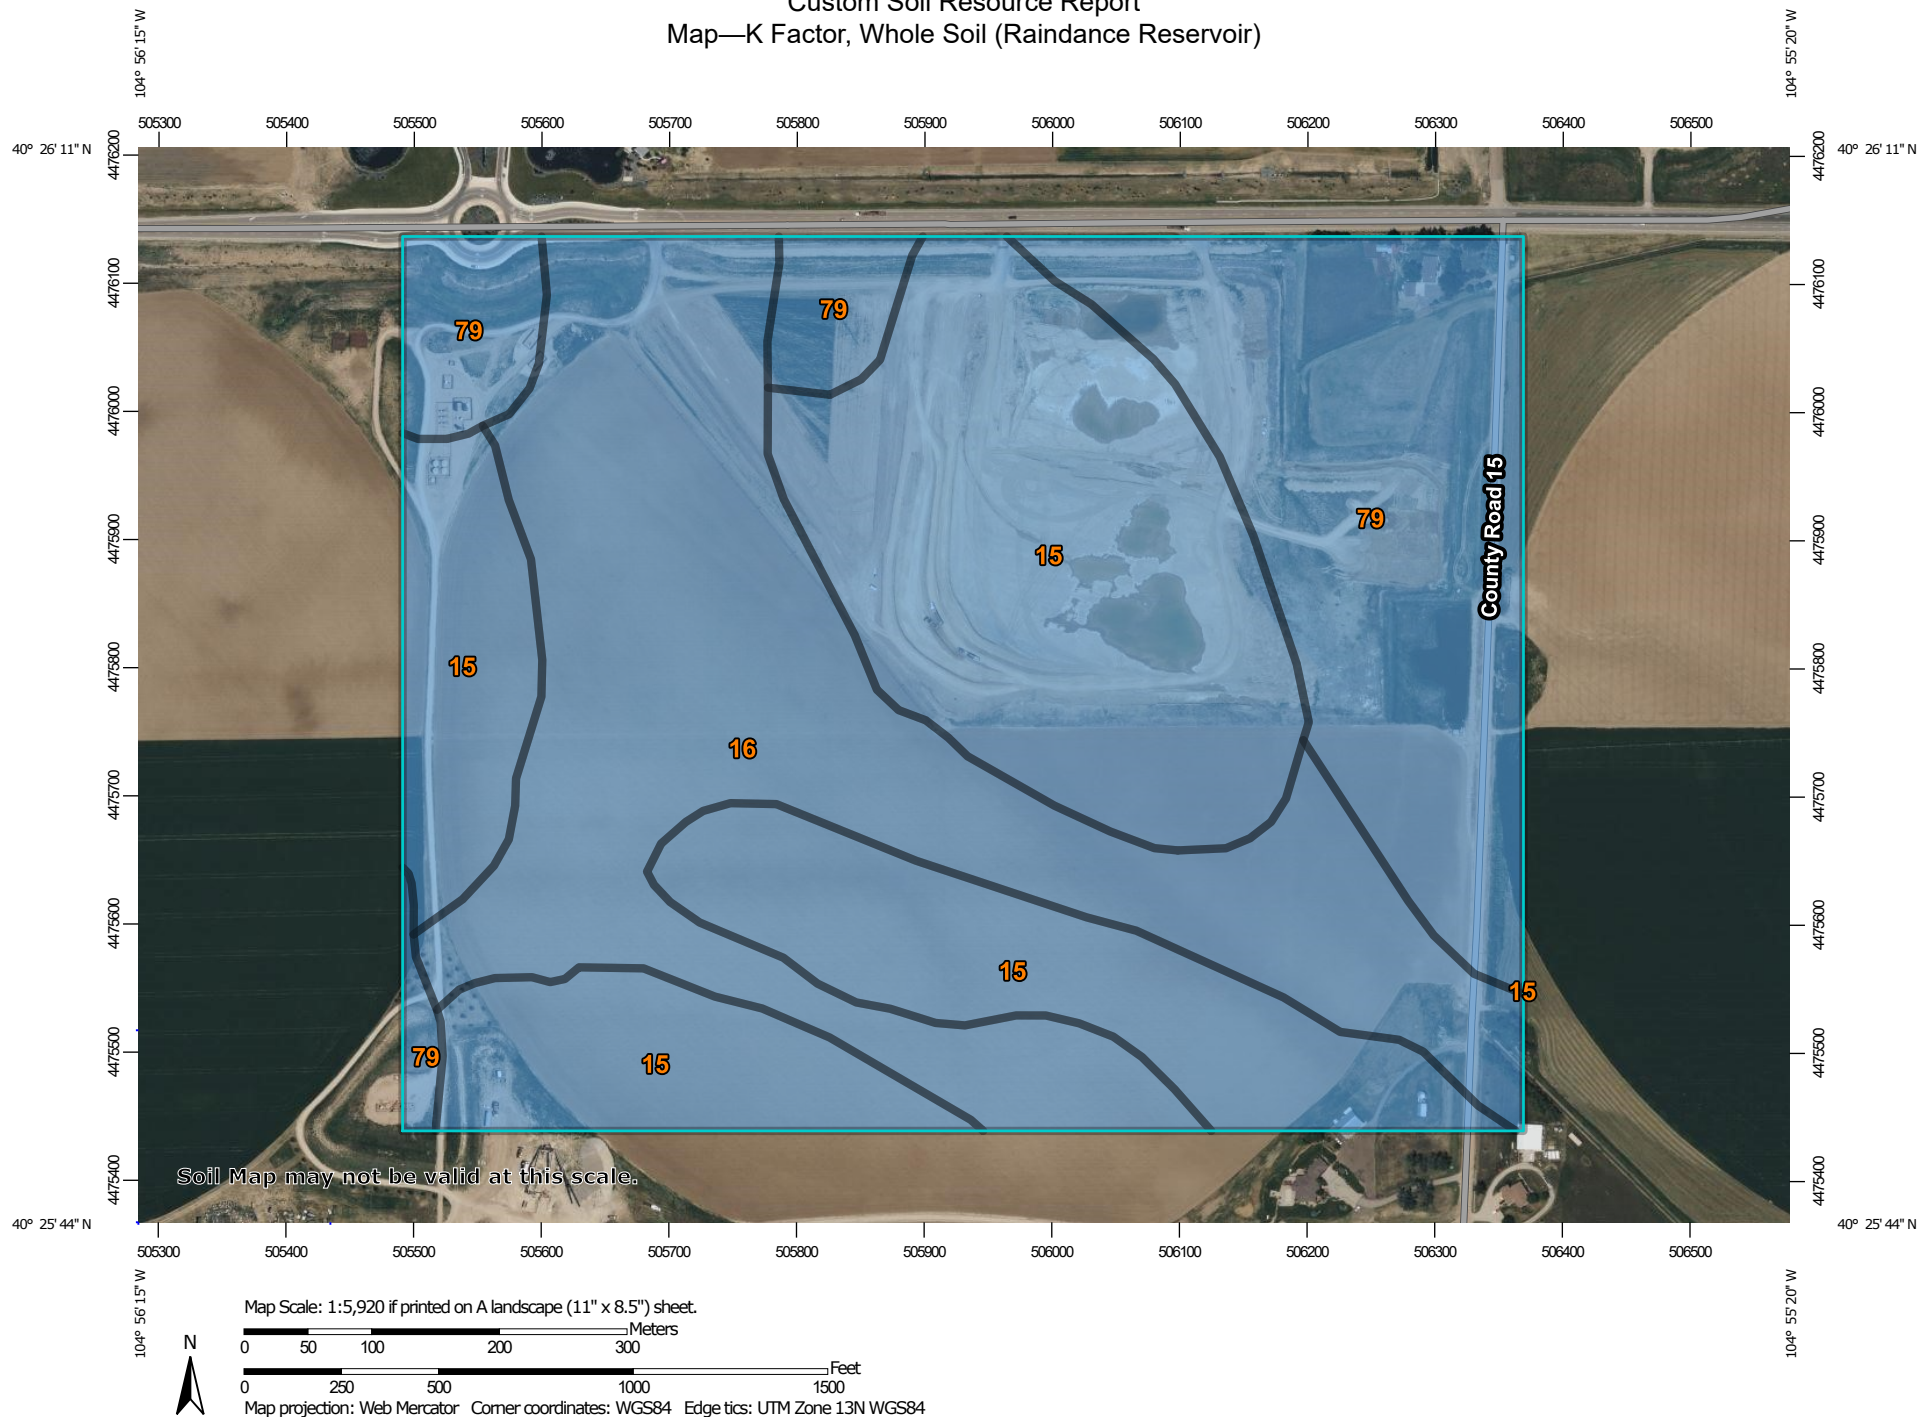 Custom Soil Resource Report
Map—K Factor, Whole Soil (Raindance Reservoir)
104° 56' 15" W
104° 55' 20" W
505300 505400 505500 505600 505700 505800 505900 506000 506100 506200 506300 506400 506500
40° 26' 11" N
40° 26' 11" N
4476200
4476200
4476100
4476100
4476000
4476000
4475900
4475900
4475800
4475800
4475700
4475700
4475600
4475600
4475500
4475500
4475400
4475400
79
79
79
15
15
County Road 15
16
15
15
79
15
Soil Map may not be valid at this scale.
40° 25' 44" N
40° 25' 44" N
505300 505400 505500 505600 505700 505800 505900 506000 506100 506200 506300 506400 506500
104° 56' 15" W
104° 55' 20" W
Map Scale: 1:5,920 if printed on A landscape (11" x 8.5") sheet.
Meters
0 50 100 200 300
Feet
0 250 500 1000 1500
N
Map projection: Web Mercator Corner coordinates: WGS84 Edge tics: UTM Zone 13N WGS84